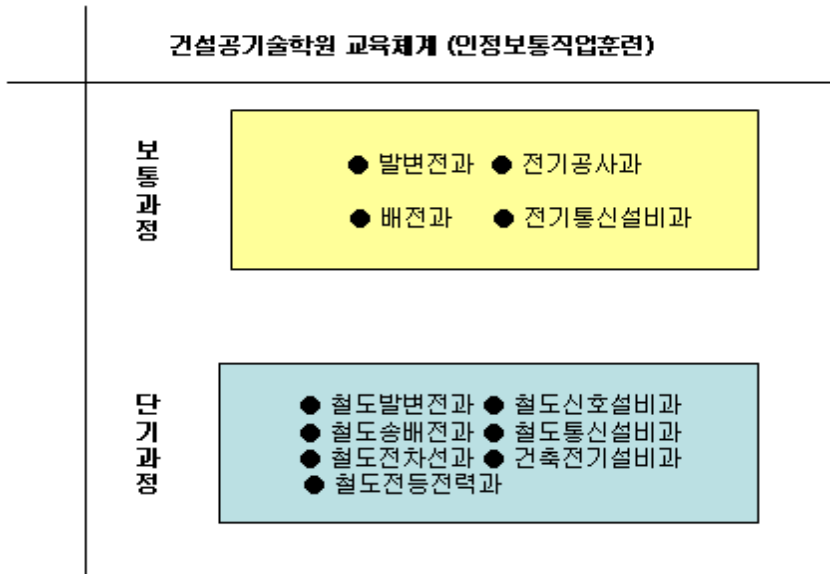 건설공기술학원 교육체계 (인정보통직업훈련)
보통과정
● 발변전과 ● 전기공사과
● 배전과 ● 전기통신설비과
단기과정
● 철도발변전과 ● 철도신호설비과
● 철도송배전과 ● 철도통신설비과
● 철도전차선과 ● 건축전기설비과
● 철도전등전력과